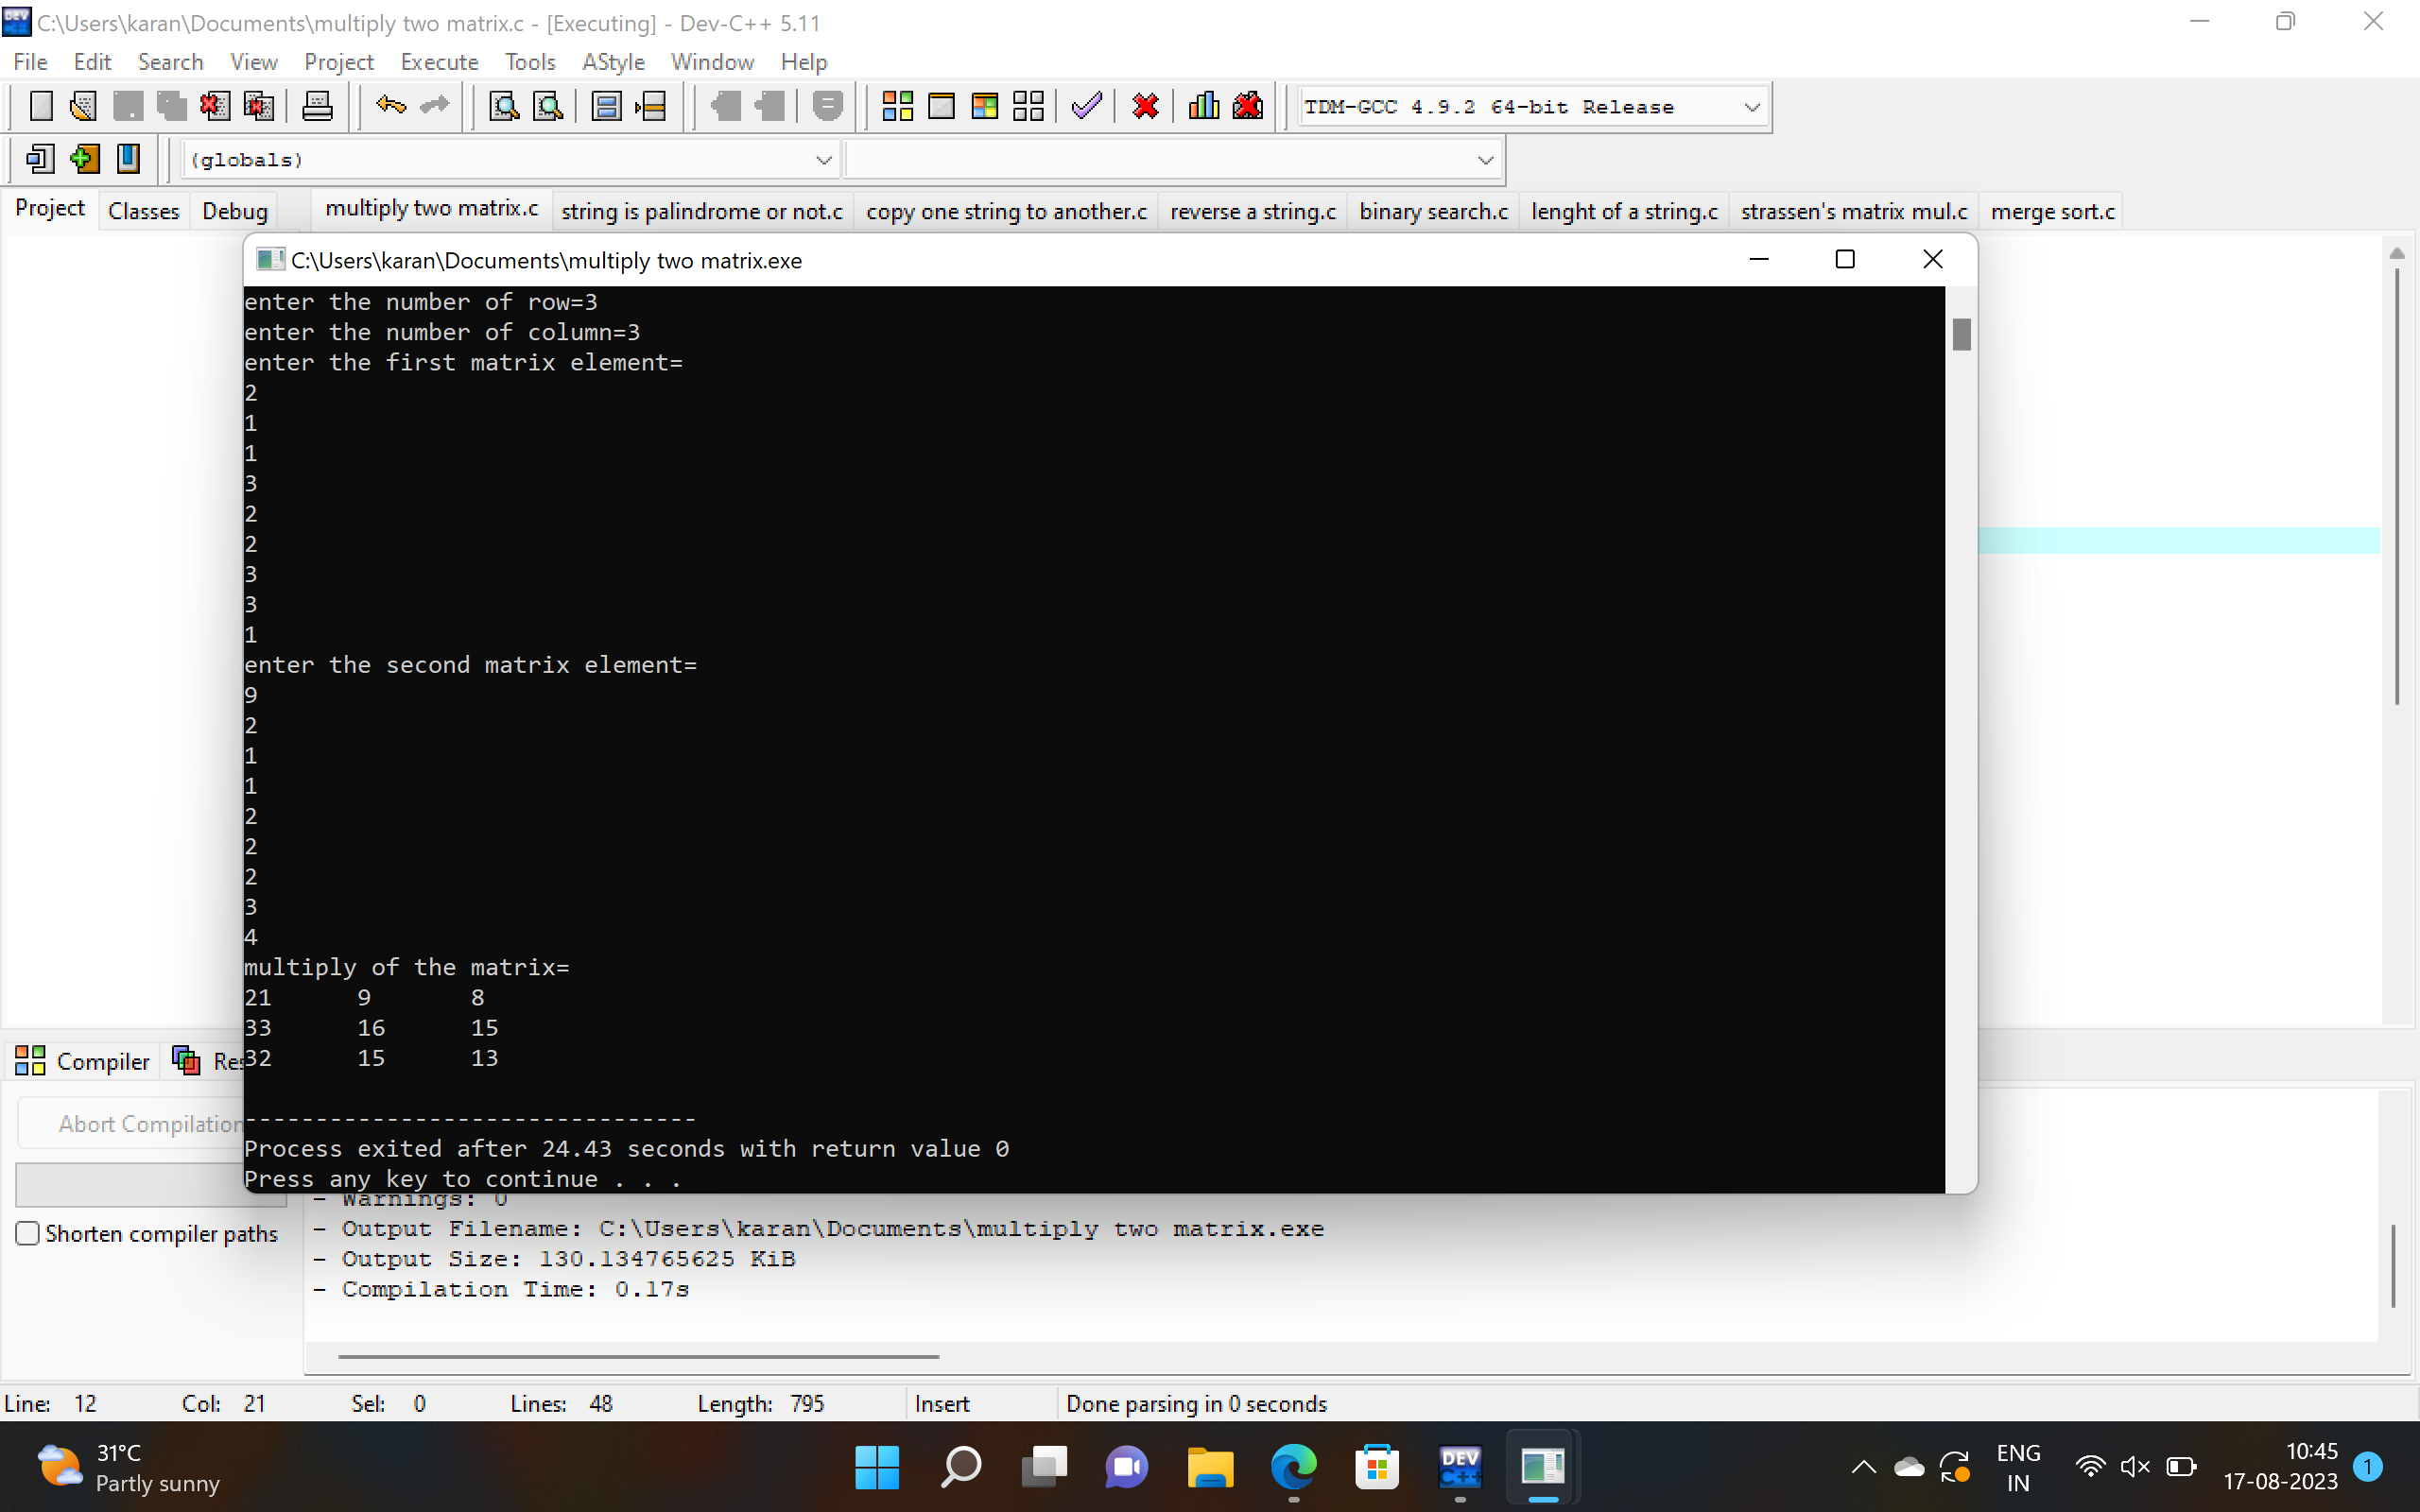 C:\Users\karan\Documents\multiply two matrix.c - [Executing] - Dev-C++ 5.11
File Edit Search View Project Execute Tools AStyle Window Help
TDM-GCC 4.9.2 64-bit Release
(globals)
Project Classes Debug multiply two matrix.c string is palindrome or not.c copy one string to another.c reverse a string.c binary search.c lenght of a string.c strassen's matrix mul.c merge sort.c
C:\Users\karan\Documents\multiply two matrix.exe
enter the number of row=3
enter the number of column=3
enter the first matrix element=
2
1
1
3
2
2
3
3
1
enter the second matrix element=
9
2
1
1
2
2
2
3
4
multiply of the matrix=
21 9 8
33 16 15
32 15 13
--------------------------------
Process exited after 24.43 seconds with return value 0
Press any key to continue . . .
Compiler
Abort Compilation
Shorten compiler paths
- Warnings: 0
- Output Filename: C:\Users\karan\Documents\multiply two matrix.exe
- Output Size: 130.134765625 KiB
- Compilation Time: 0.17s
Line: 12 Col: 21 Sel: 0 Lines: 48 Length: 795 Insert Done parsing in 0 seconds
31°C
Partly sunny
DEV C++
ENG
IN
10:45
17-08-2023
1